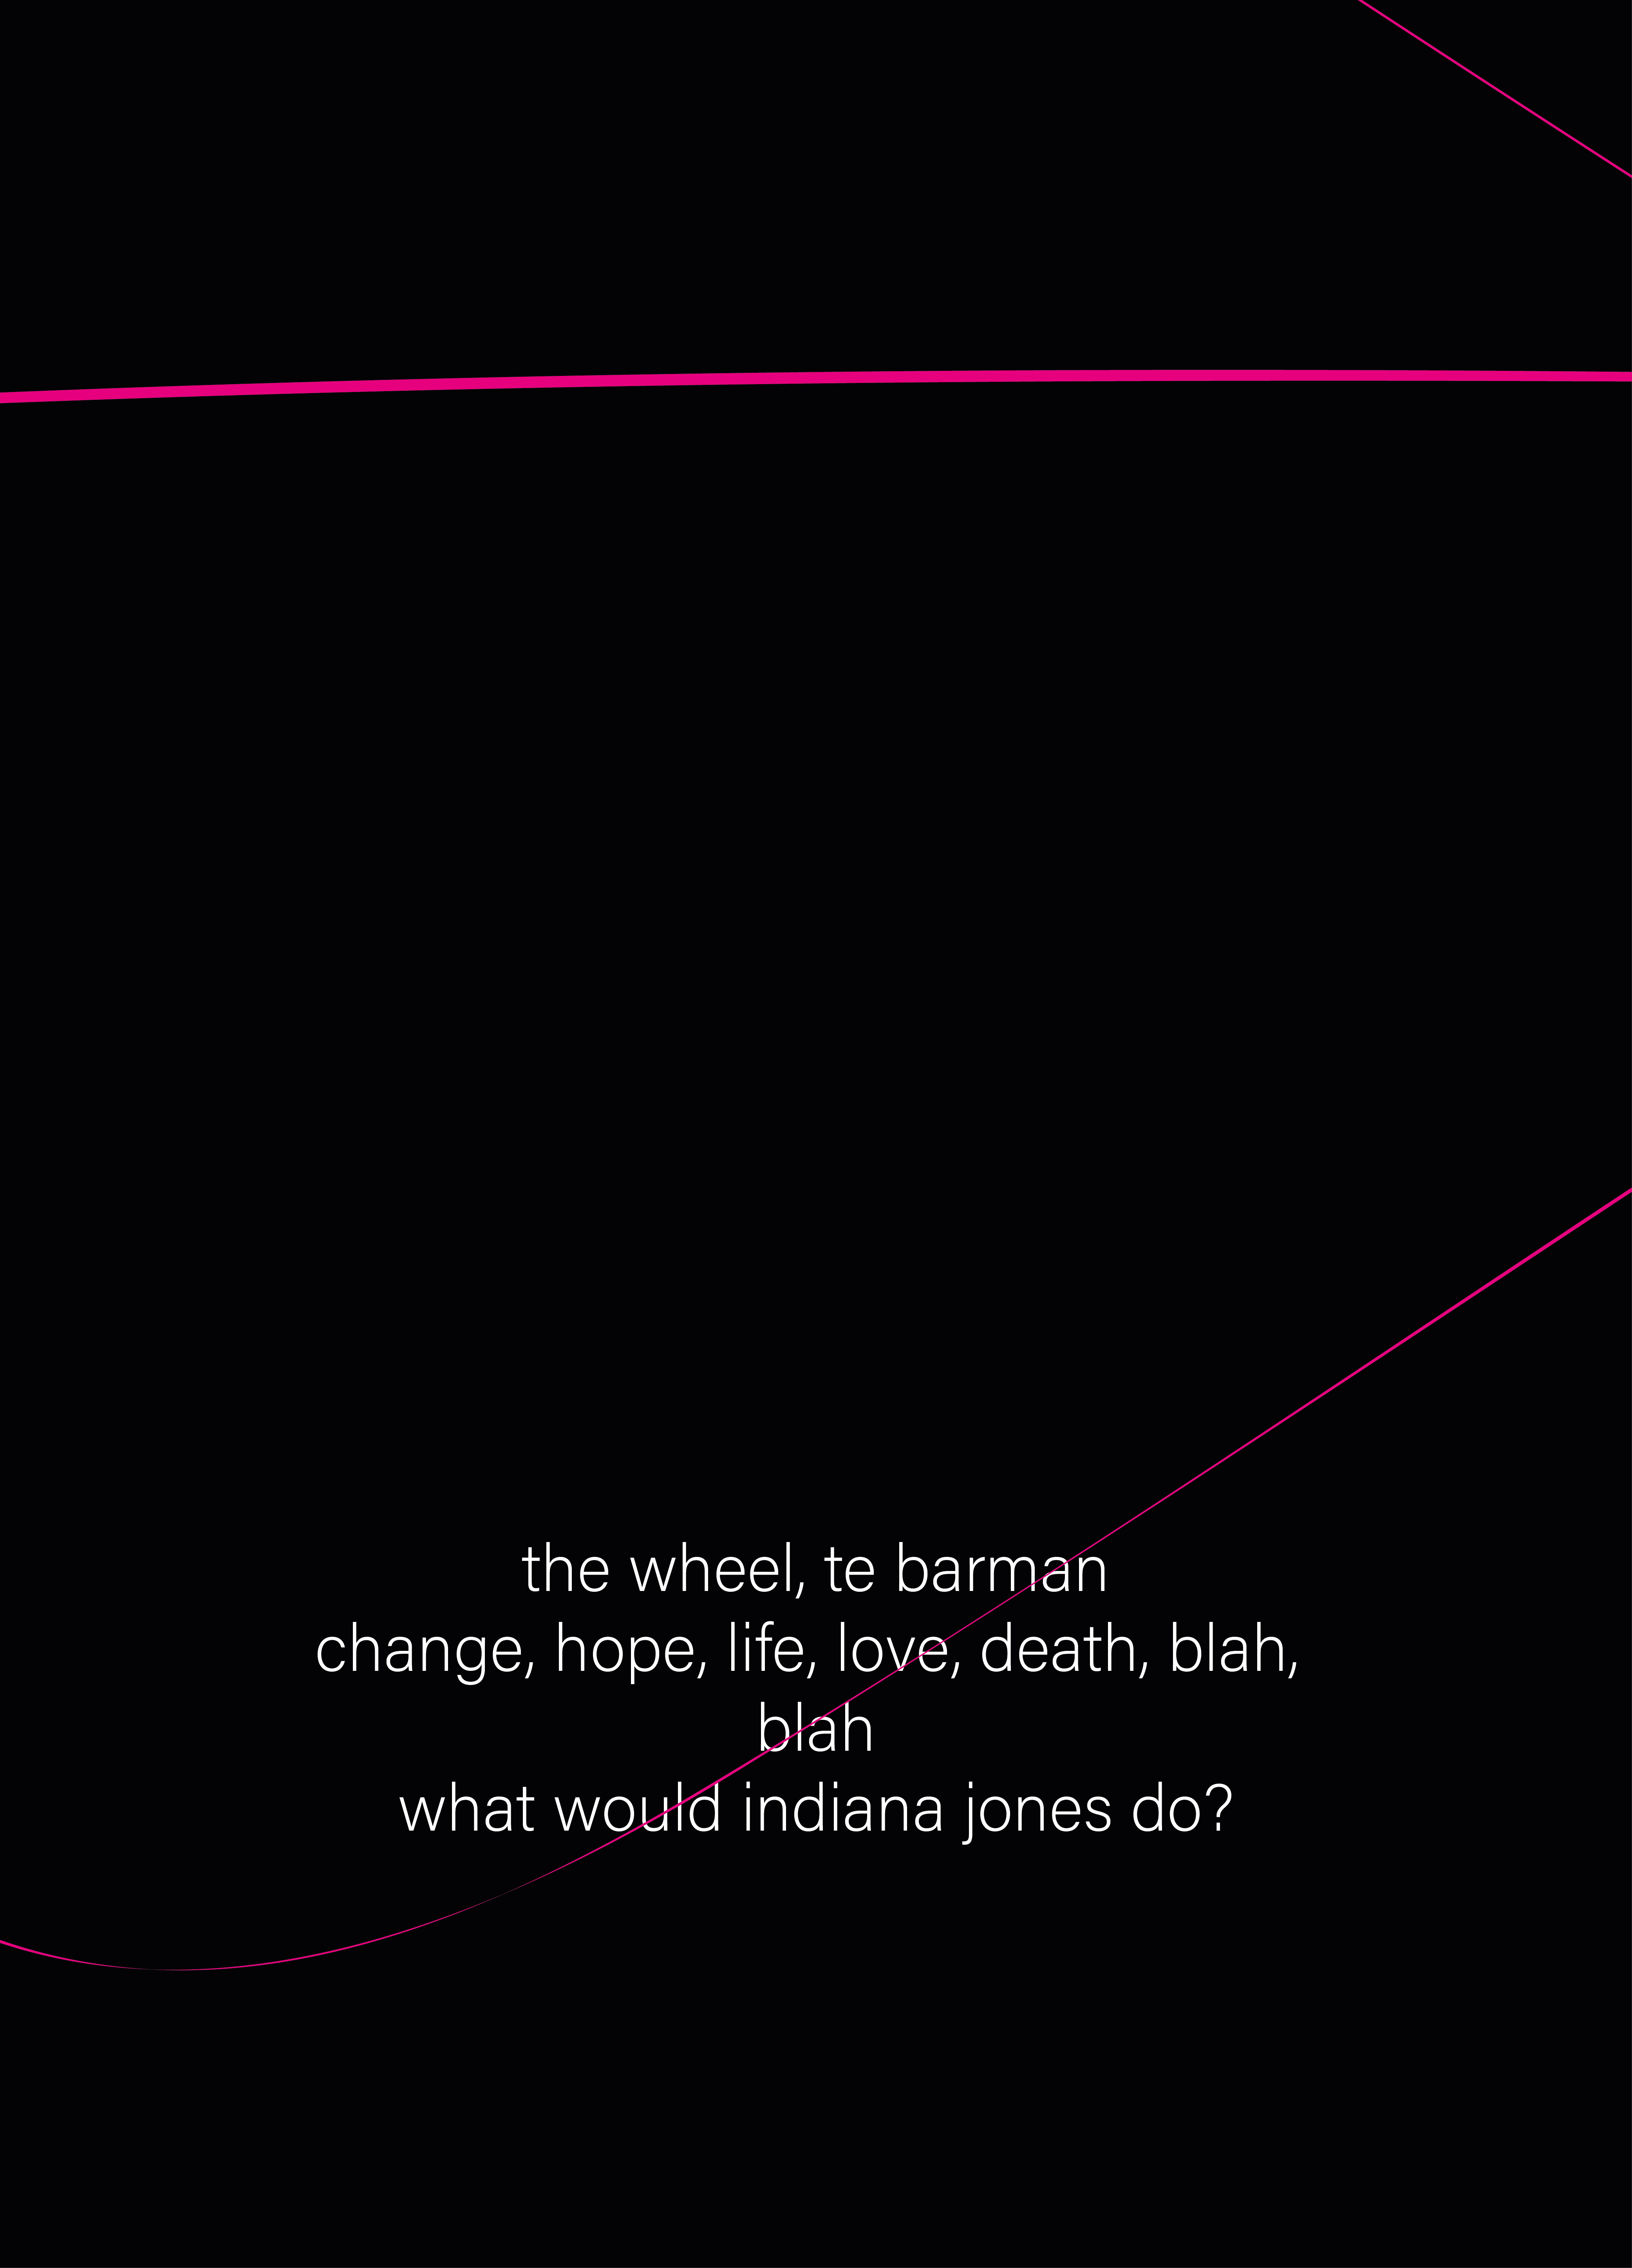 the wheel, te barman
change, hope, life, love, death, blah,
blah
what would indiana jones do?